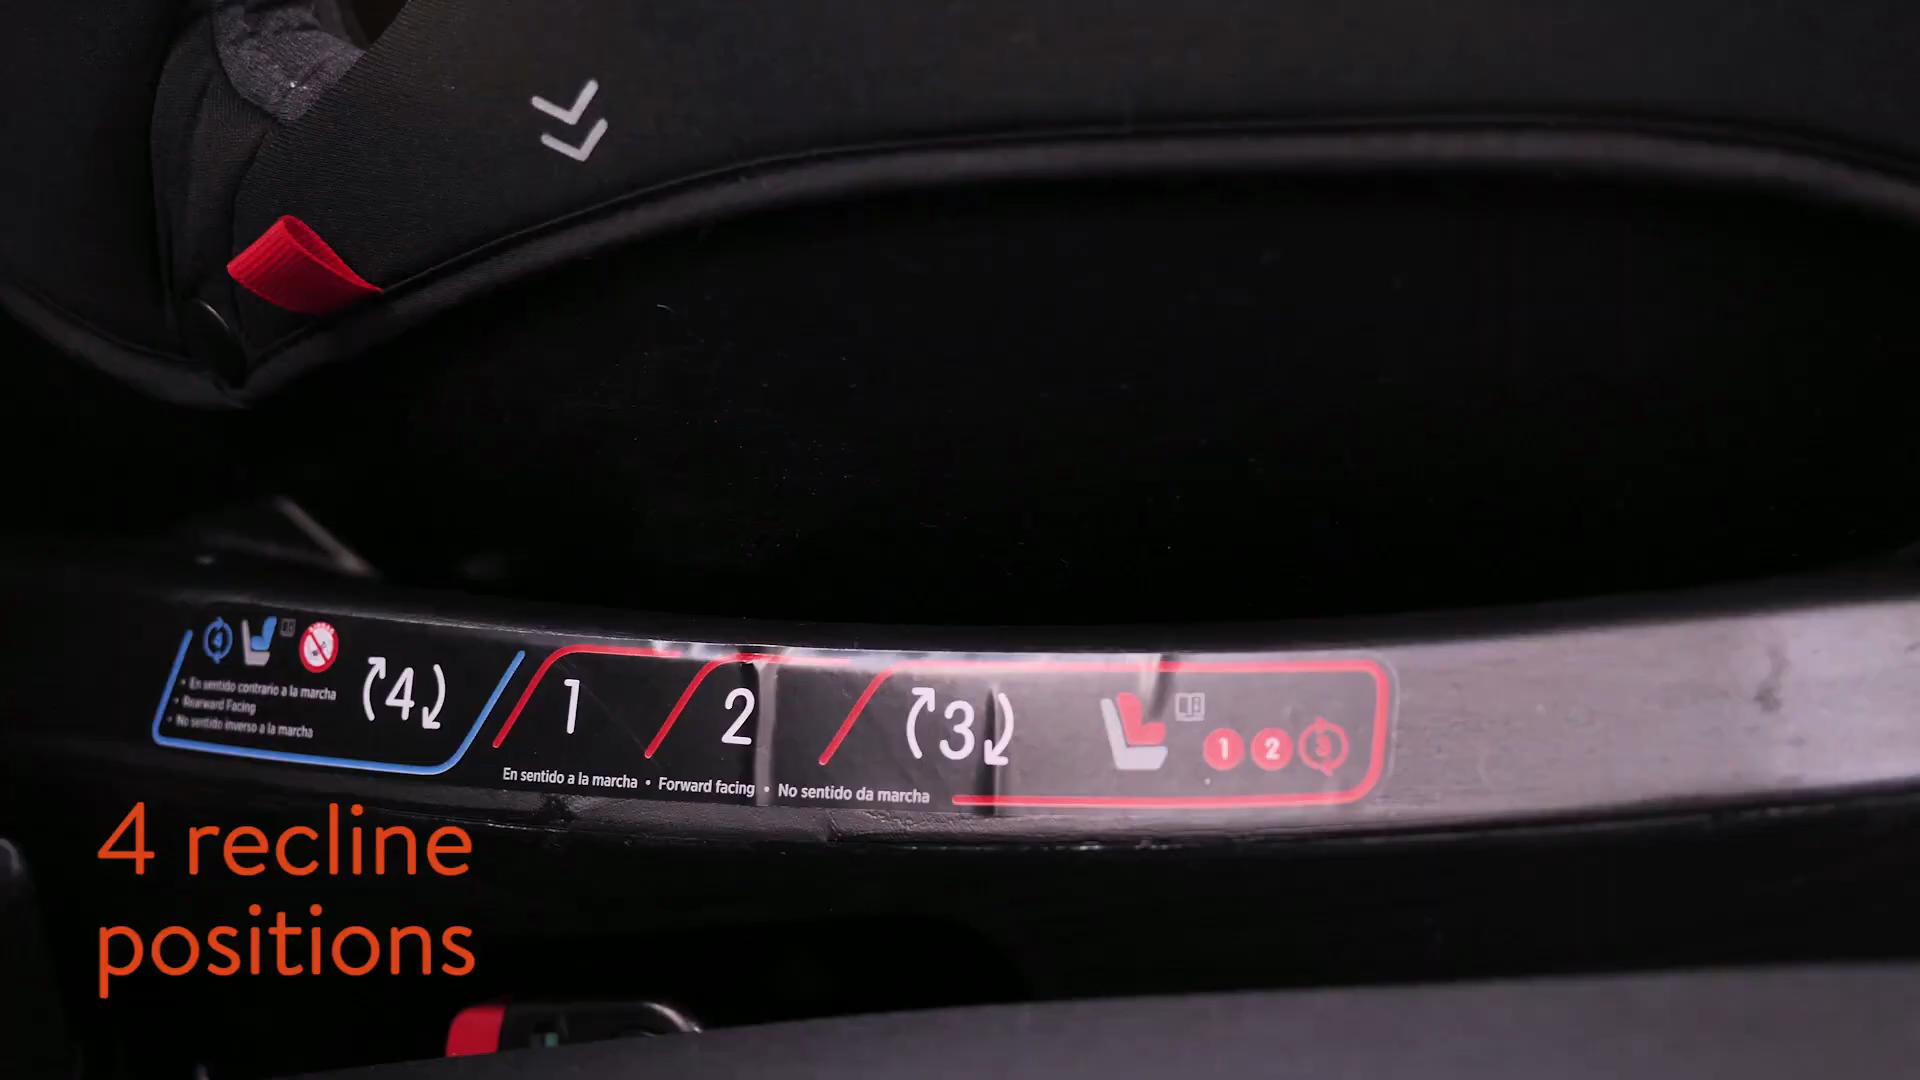 4
• En sentido contrario a la marcha
• Rearward Facing
• No sentido inverso a la marcha
4
1
2
3
1 2 3
En sentido a la marcha • Forward facing • No sentido da marcha
4 recline
positions